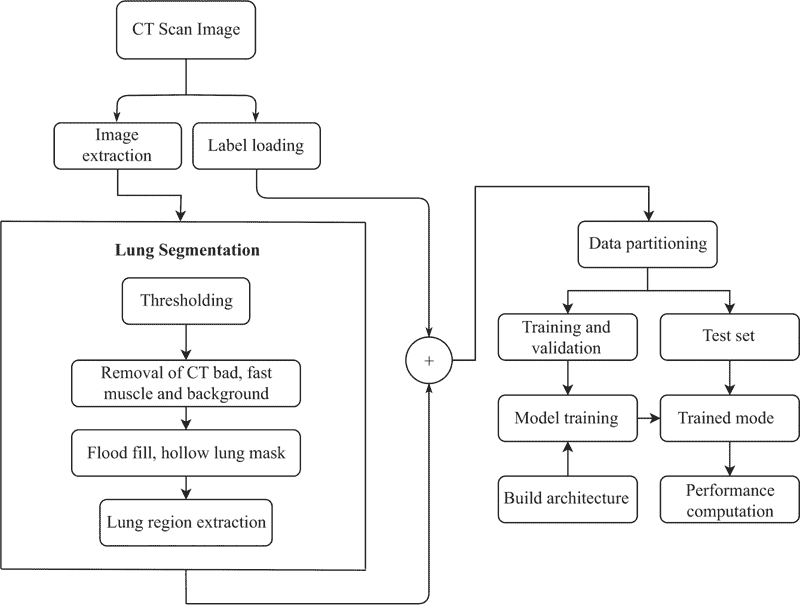 CT Scan Image
Image
extraction
Label loading
Lung Segmentation
Thresholding
Removal of CT bad, fast
muscle and background
Flood fill, hollow lung mask
Lung region extraction
+
Data partitioning
Training and
validation
Test set
Model training
Trained mode
Build architecture
Performance
computation